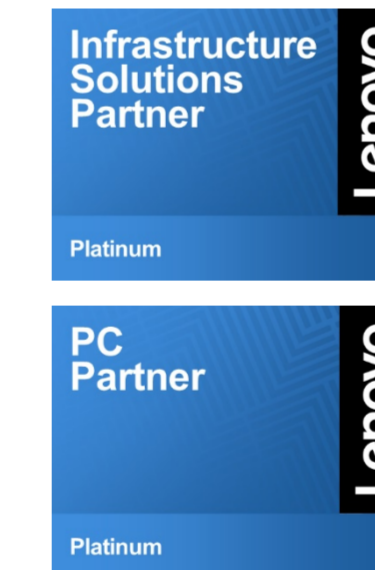 Infrastructure
Solutions
Partner
Lenovo
Platinum
PC
Partner
Lenovo
Platinum